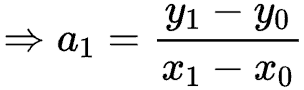 ⇒ a₁ = (y₁ − y₀) / (x₁ − x₀)